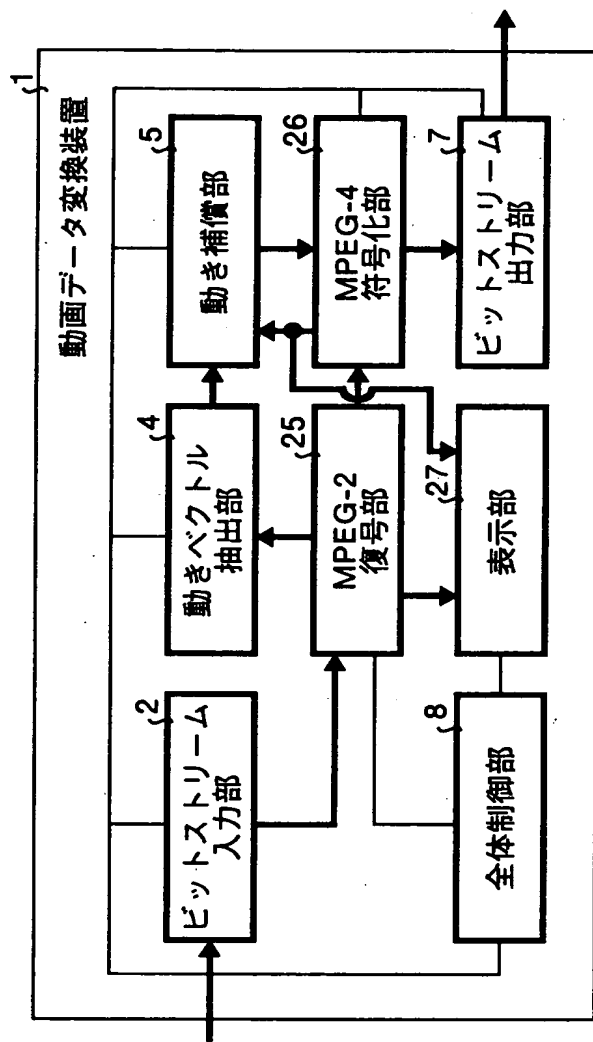 1
動画データ変換装置
2
ビットストリーム
入力部
4
動きベクトル
抽出部
5
動き補償部
25
MPEG-2
復号部
26
MPEG-4
符号化部
8
全体制御部
27
表示部
7
ビットストリーム
出力部